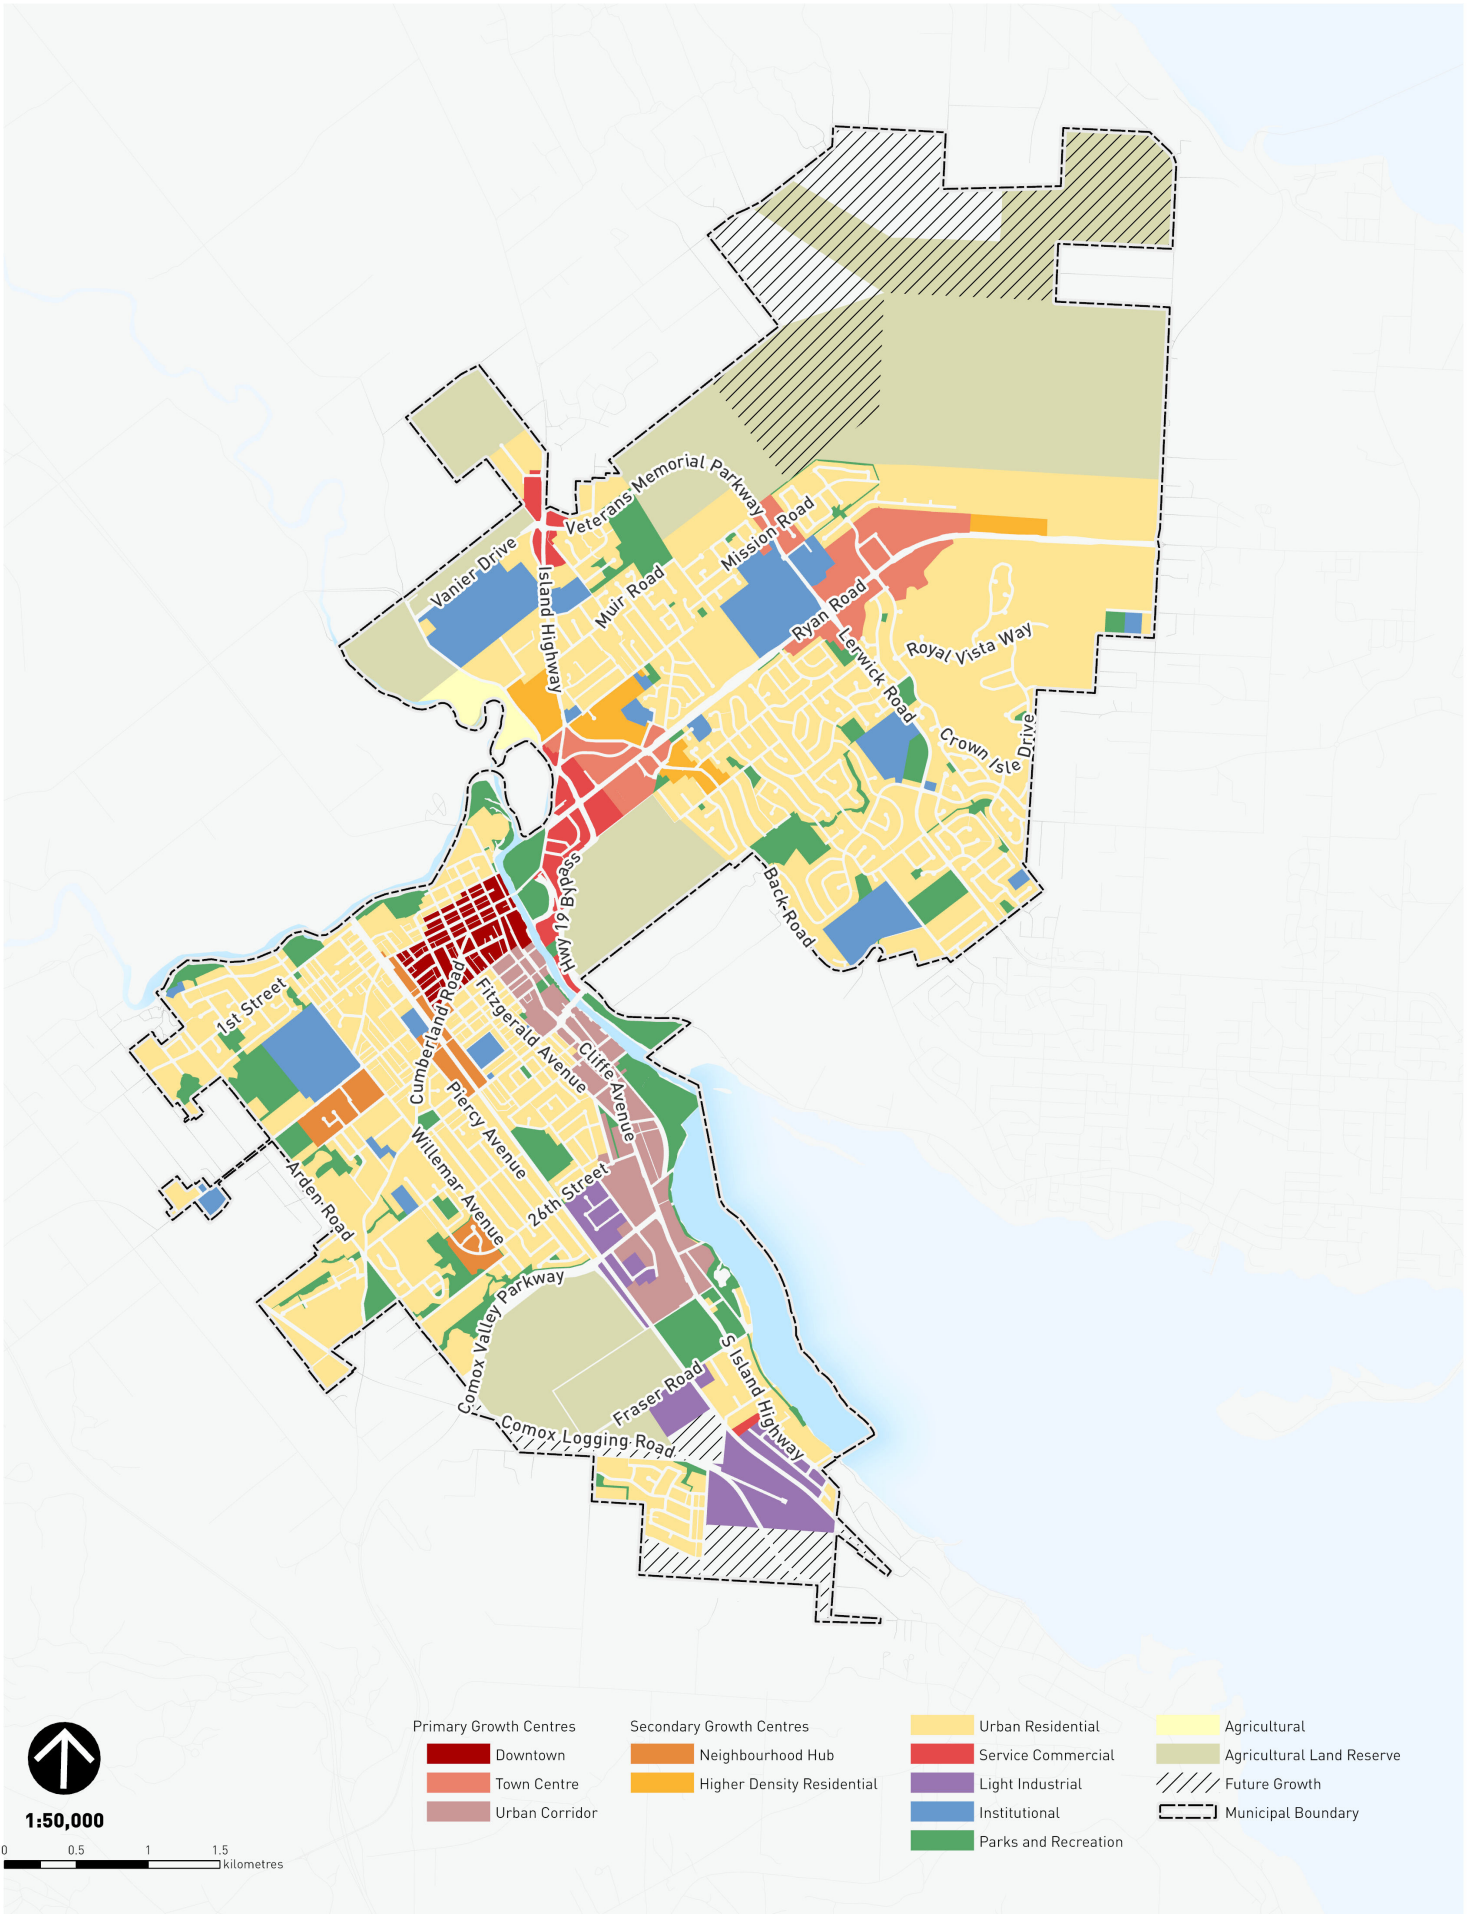 Veterans Memorial Parkway
Mission Road
Vanier Drive
Island Highway
Muir Road
Ryan Road
Lerwick Road
Royal Vista Way
Crown Isle Drive
Back-Road
Hwy 19 Bypass
1st Street
Cumberland Road
Fitzgerald Avenue
Cliffe Avenue
Piercy Avenue
Willemar Avenue
26th Street
Arden-Road
Comox Valley Parkway
S Island Highway
Fraser Road
Comox Logging Road
1:50,000
0 0.5 1 1.5
kilometres
Primary Growth Centres
Downtown
Town Centre
Urban Corridor
Secondary Growth Centres
Neighbourhood Hub
Higher Density Residential
Urban Residential
Service Commercial
Light Industrial
Institutional
Parks and Recreation
Agricultural
Agricultural Land Reserve
Future Growth
Municipal Boundary